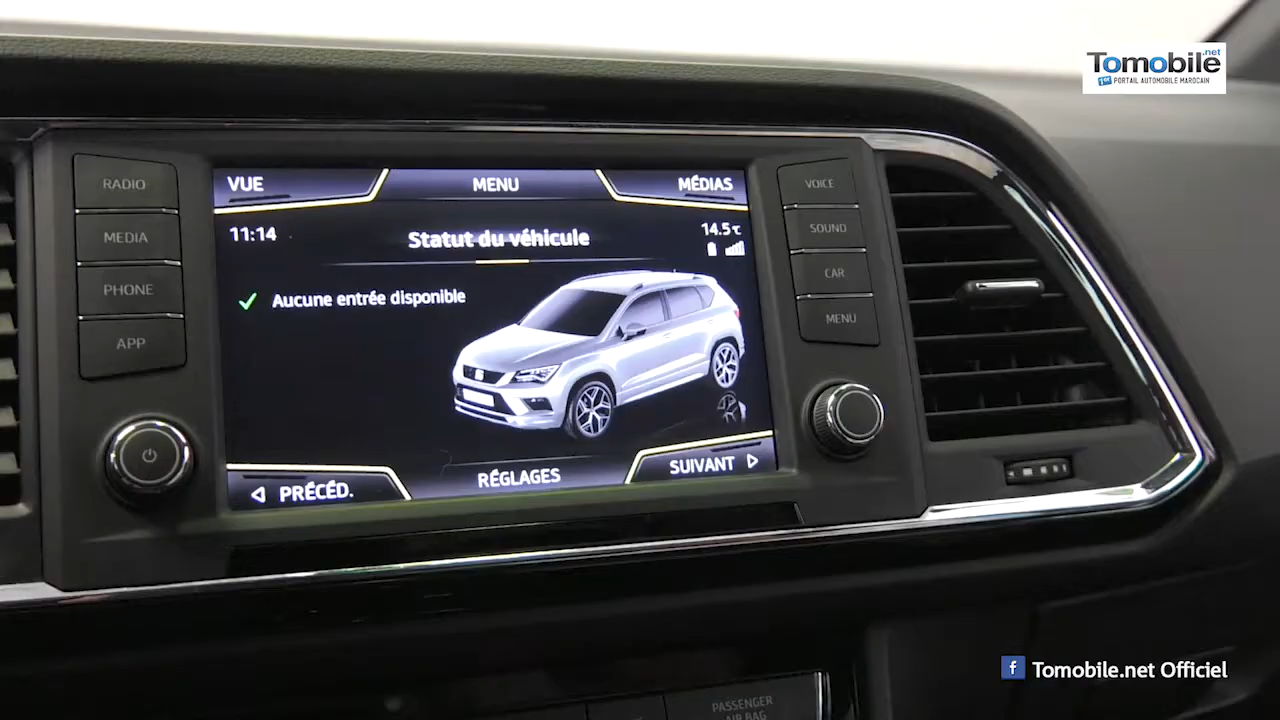 Tomobile.net
1er PORTAIL AUTOMOBILE MAROCAIN
RADIO
MEDIA
PHONE
APP
VUE
MENU
MÉDIAS
11:14
Statut du véhicule
14.5℃
Aucune entrée disponible
PRÉCÉD.
RÉGLAGES
SUIVANT
VOICE
SOUND
CAR
MENU
PASSENGER
AIR BAG
f Tomobile.net Officiel